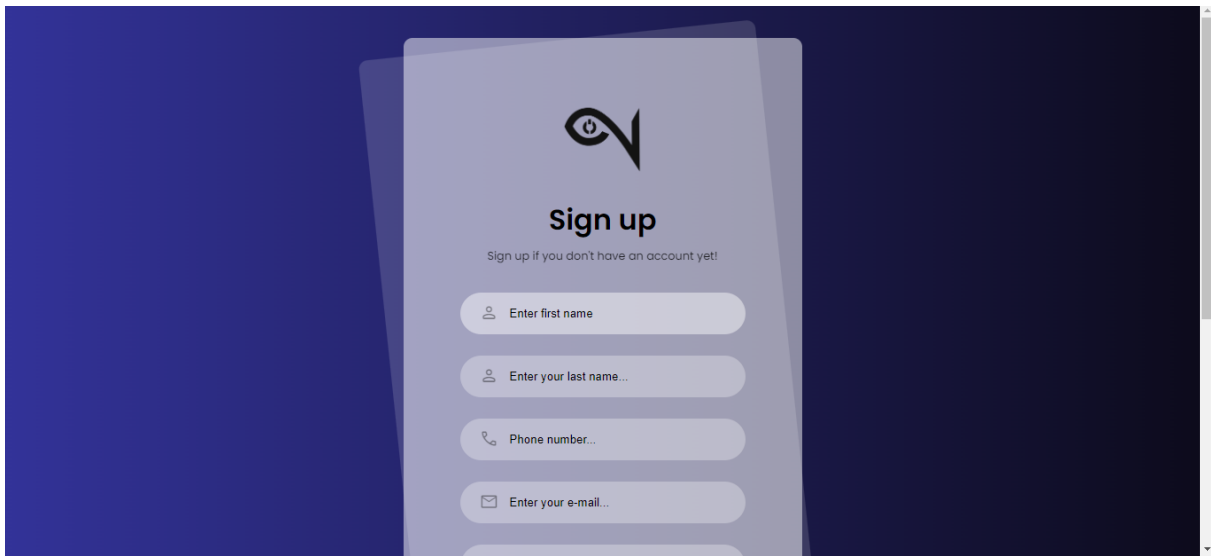 Sign up
Sign up if you don't have an account yet!
Enter first name
Enter your last name...
Phone number...
Enter your e-mail...